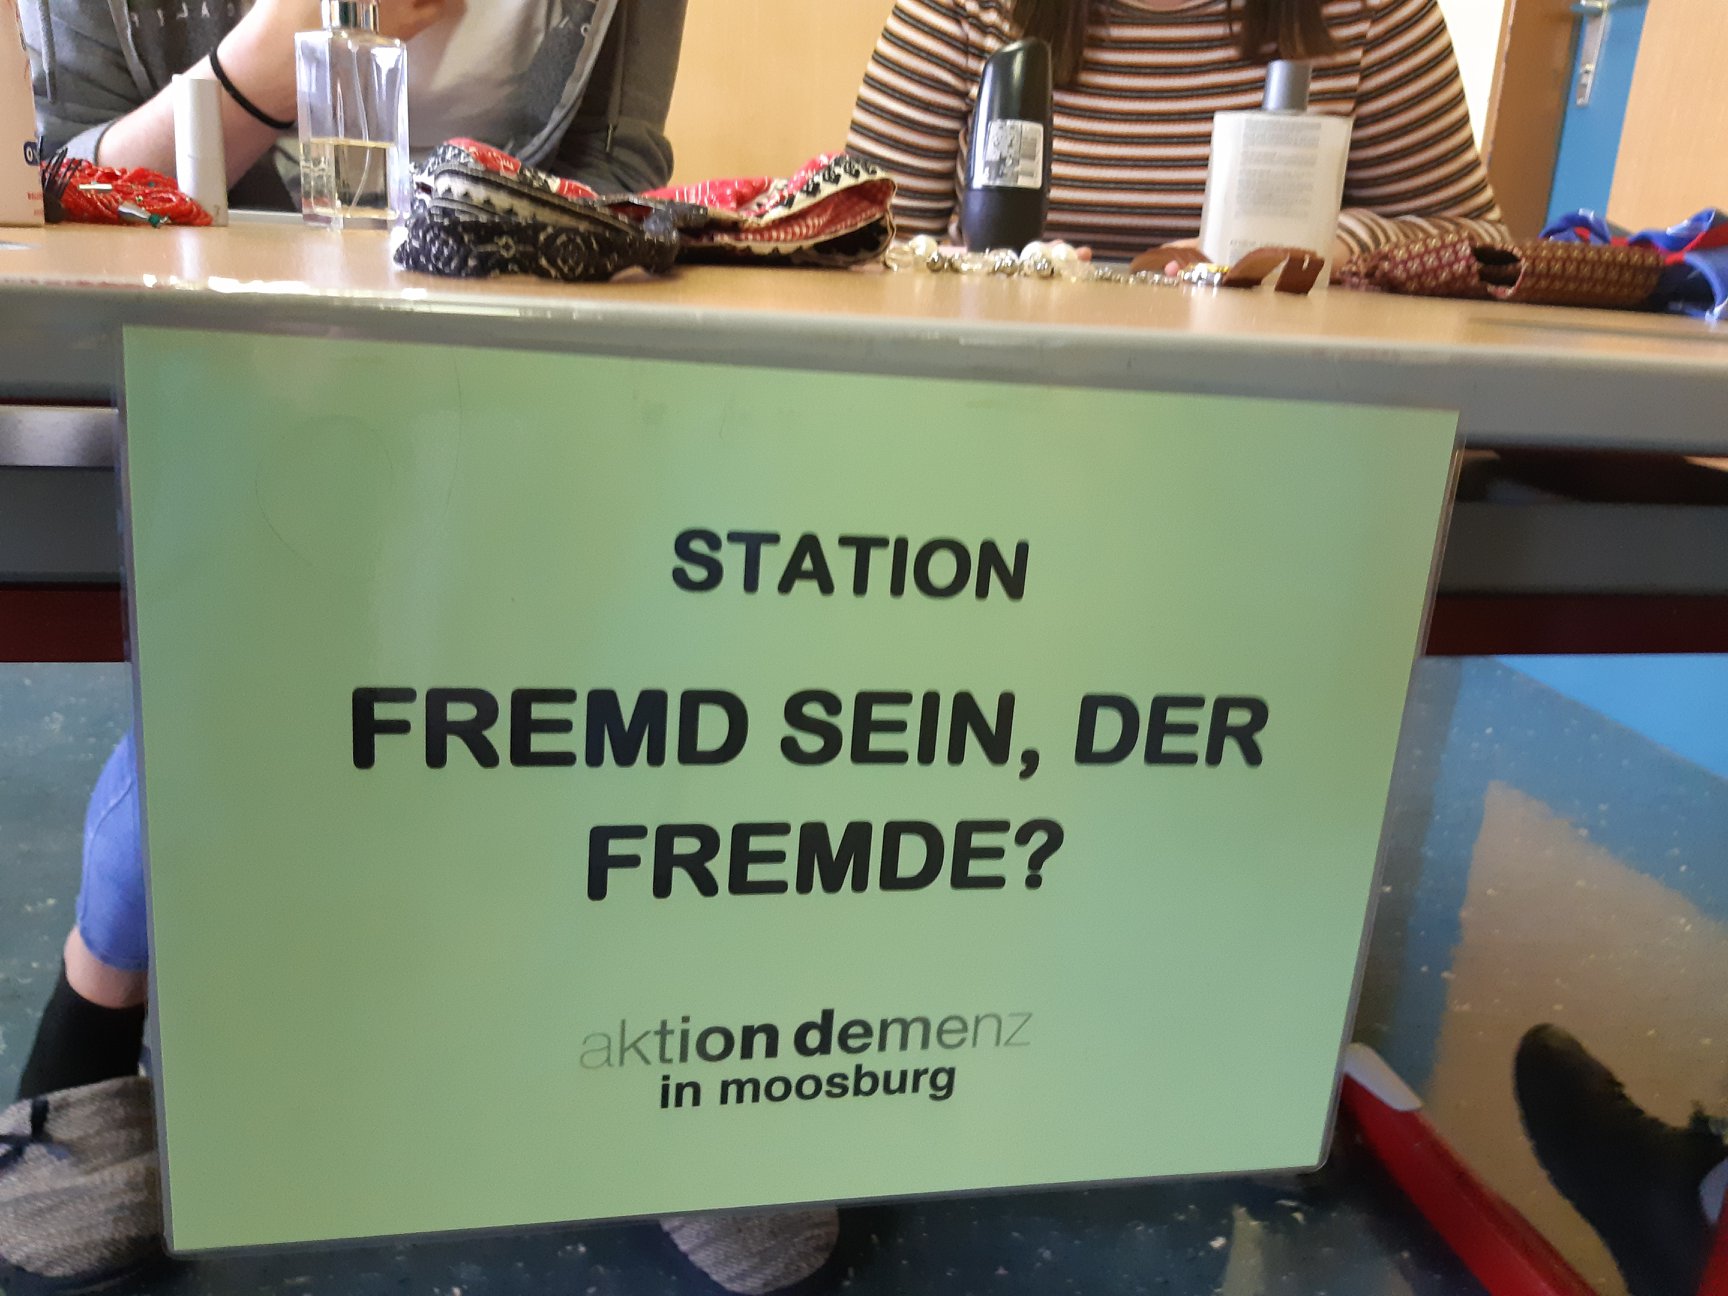 STATION
FREMD SEIN, DER
FREMDE?
aktion demenz
in moosburg